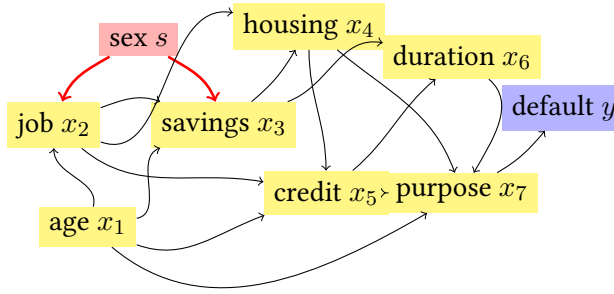 housing x₄
sex s
duration x₆
default y
job x₂
savings x₃
credit x₅
purpose x₇
age x₁